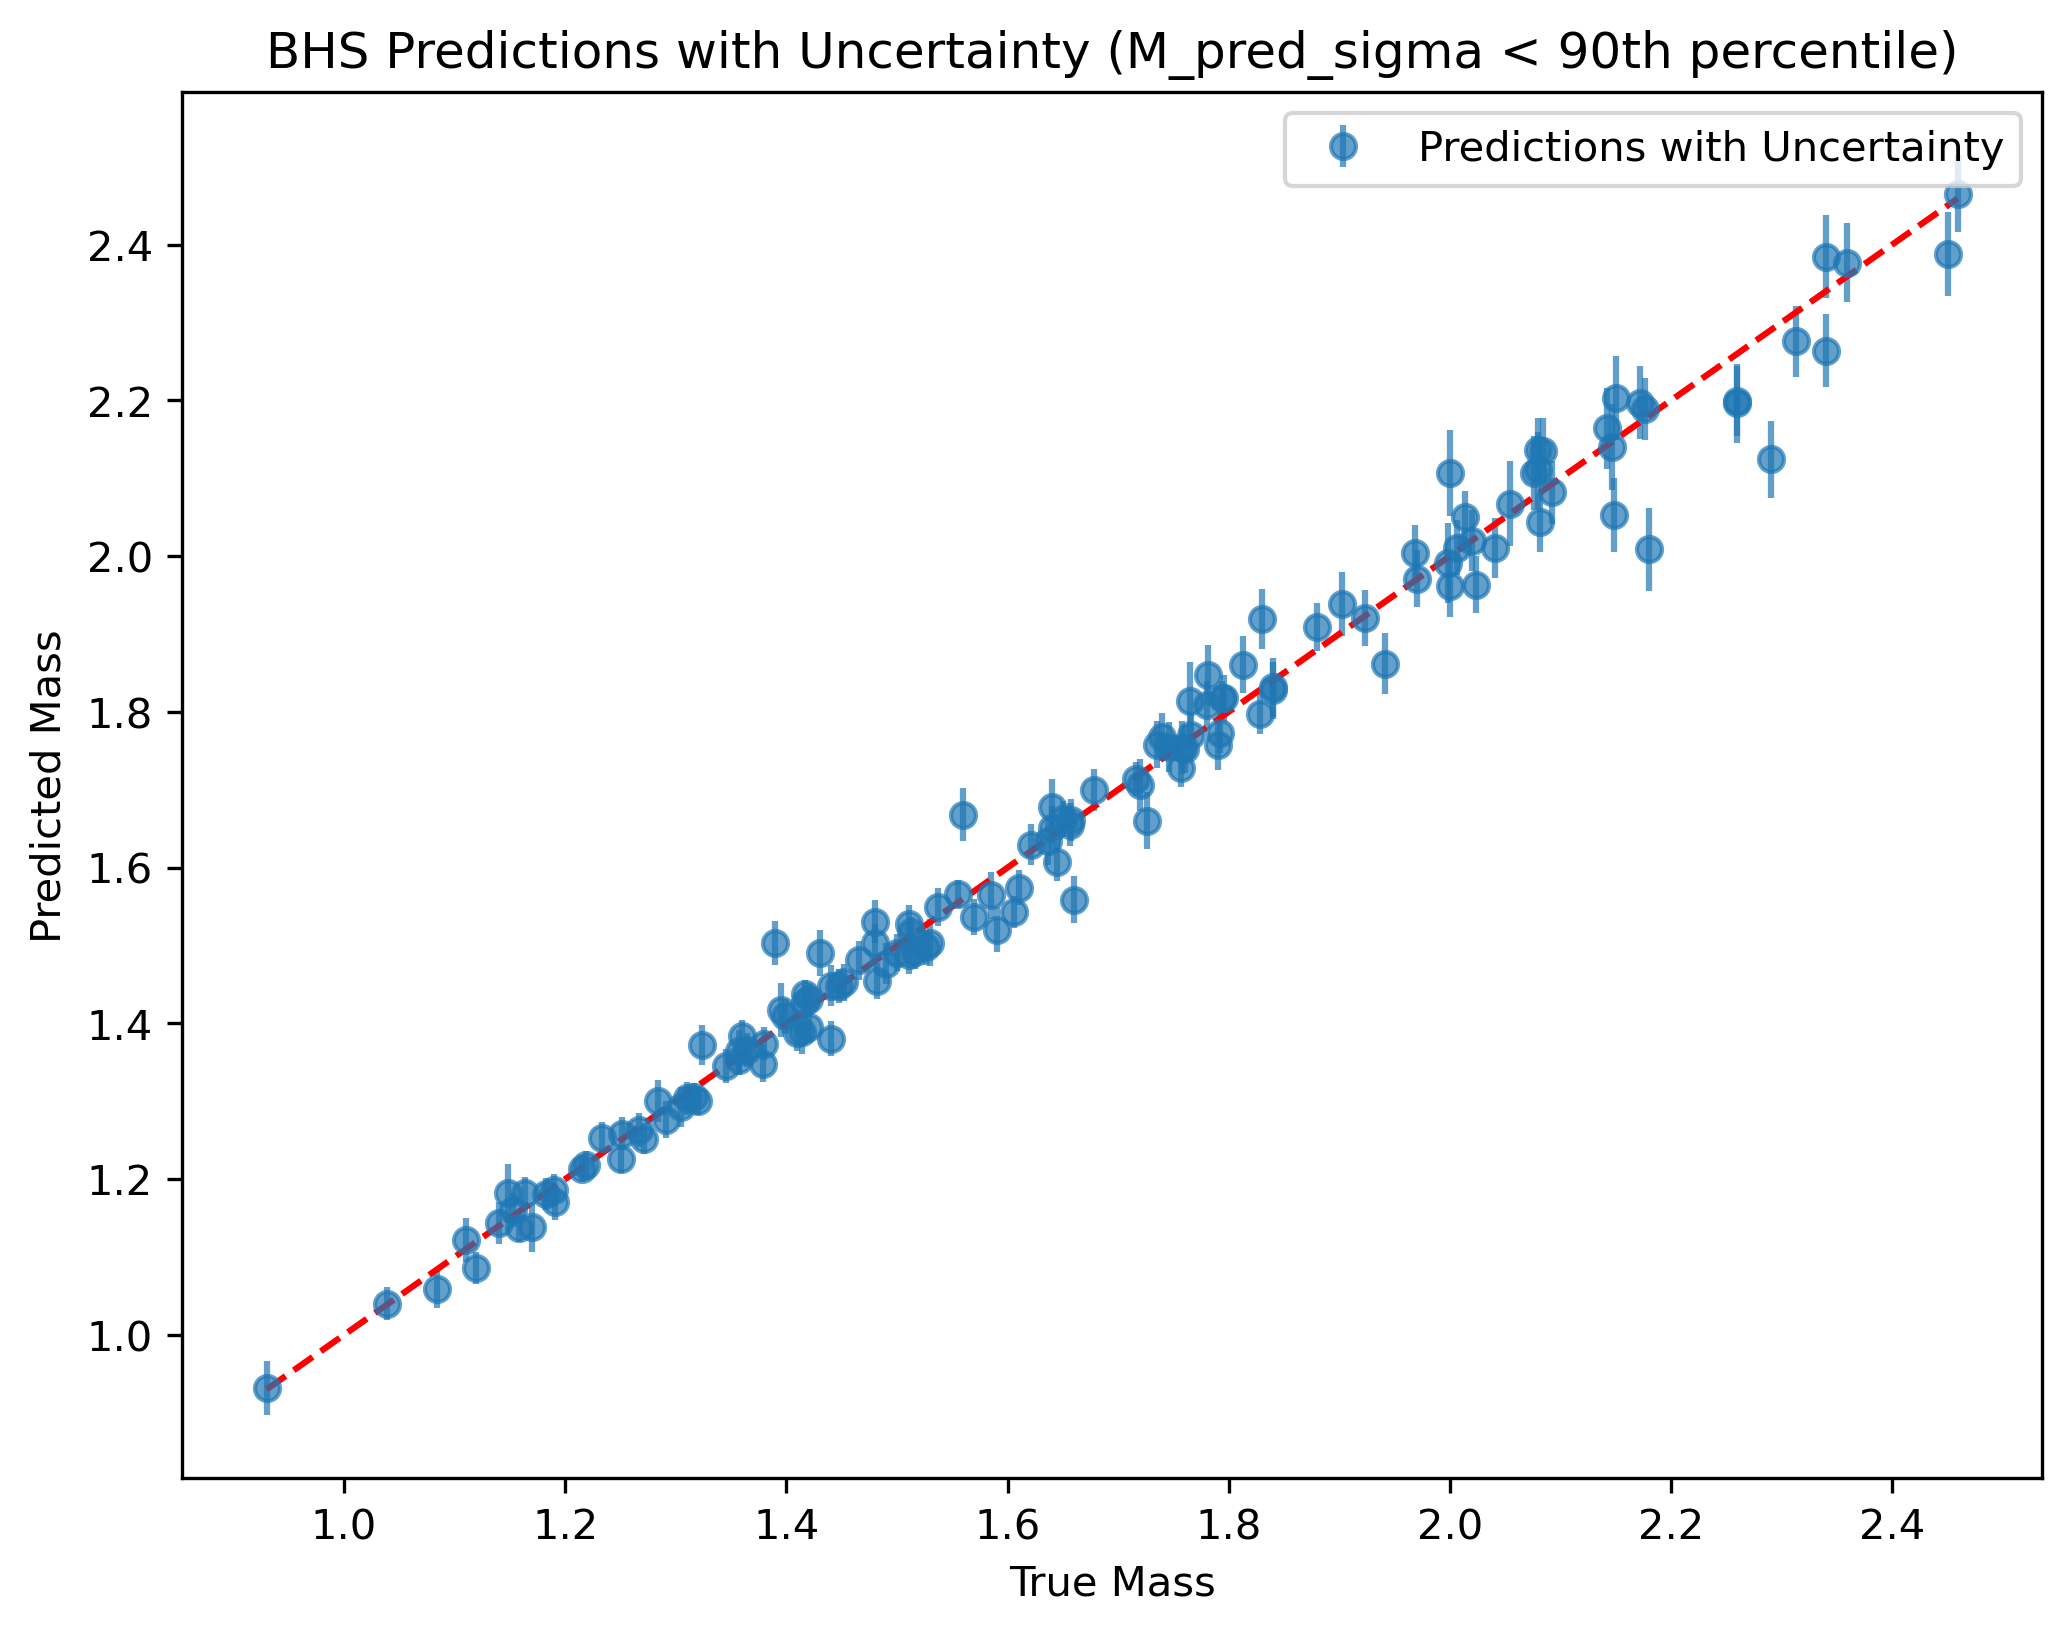 BHS Predictions with Uncertainty (M_pred_sigma < 90th percentile)
Predictions with Uncertainty
Predicted Mass
2.4
2.2
2.0
1.8
1.6
1.4
1.2
1.0
1.0 1.2 1.4 1.6 1.8 2.0 2.2 2.4
True Mass